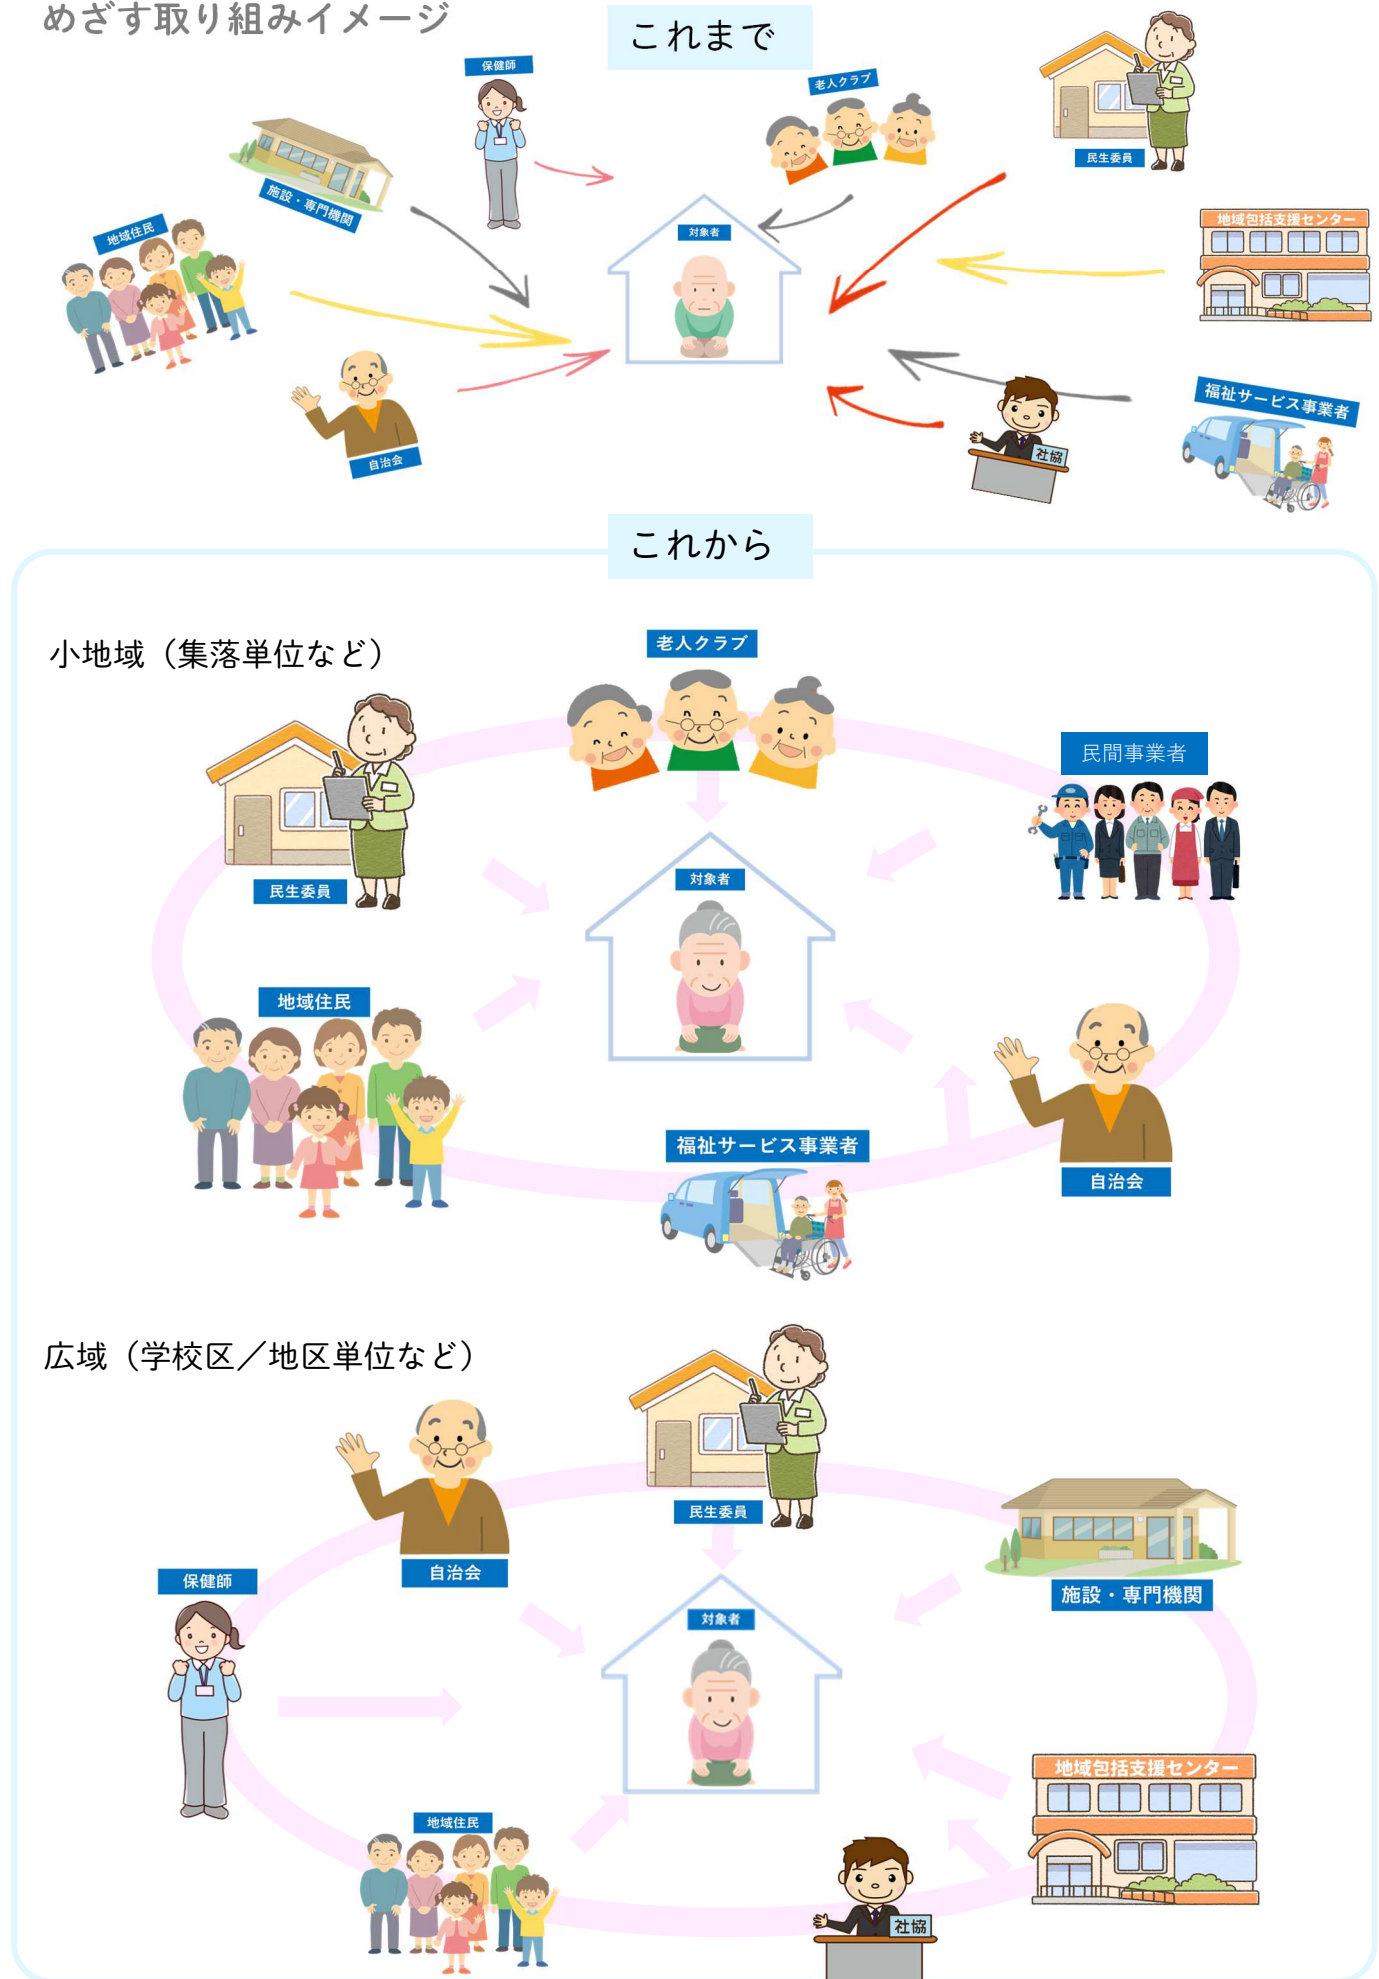 めざす取り組みイメージ
これまで
保健師
老人クラブ
民生委員
施設・専門機関
地域住民
対象者
地域包括支援センター
自治会
社協
福祉サービス事業者
これから
小地域（集落単位など）
老人クラブ
民間事業者
民生委員
対象者
地域住民
福祉サービス事業者
自治会
広域（学校区／地区単位など）
民生委員
自治会
保健師
施設・専門機関
対象者
地域包括支援センター
地域住民
社協